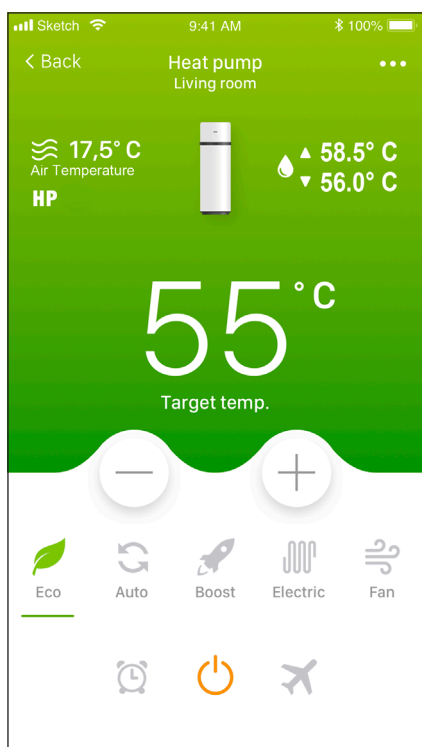 Sketch 9:41 AM 100%
< Back Heat pump •••
Living room
17,5° C
Air Temperature
HP
▲ 58.5° C
▼ 56.0° C
55° C
Target temp.
− +
Eco Auto Boost Electric Fan